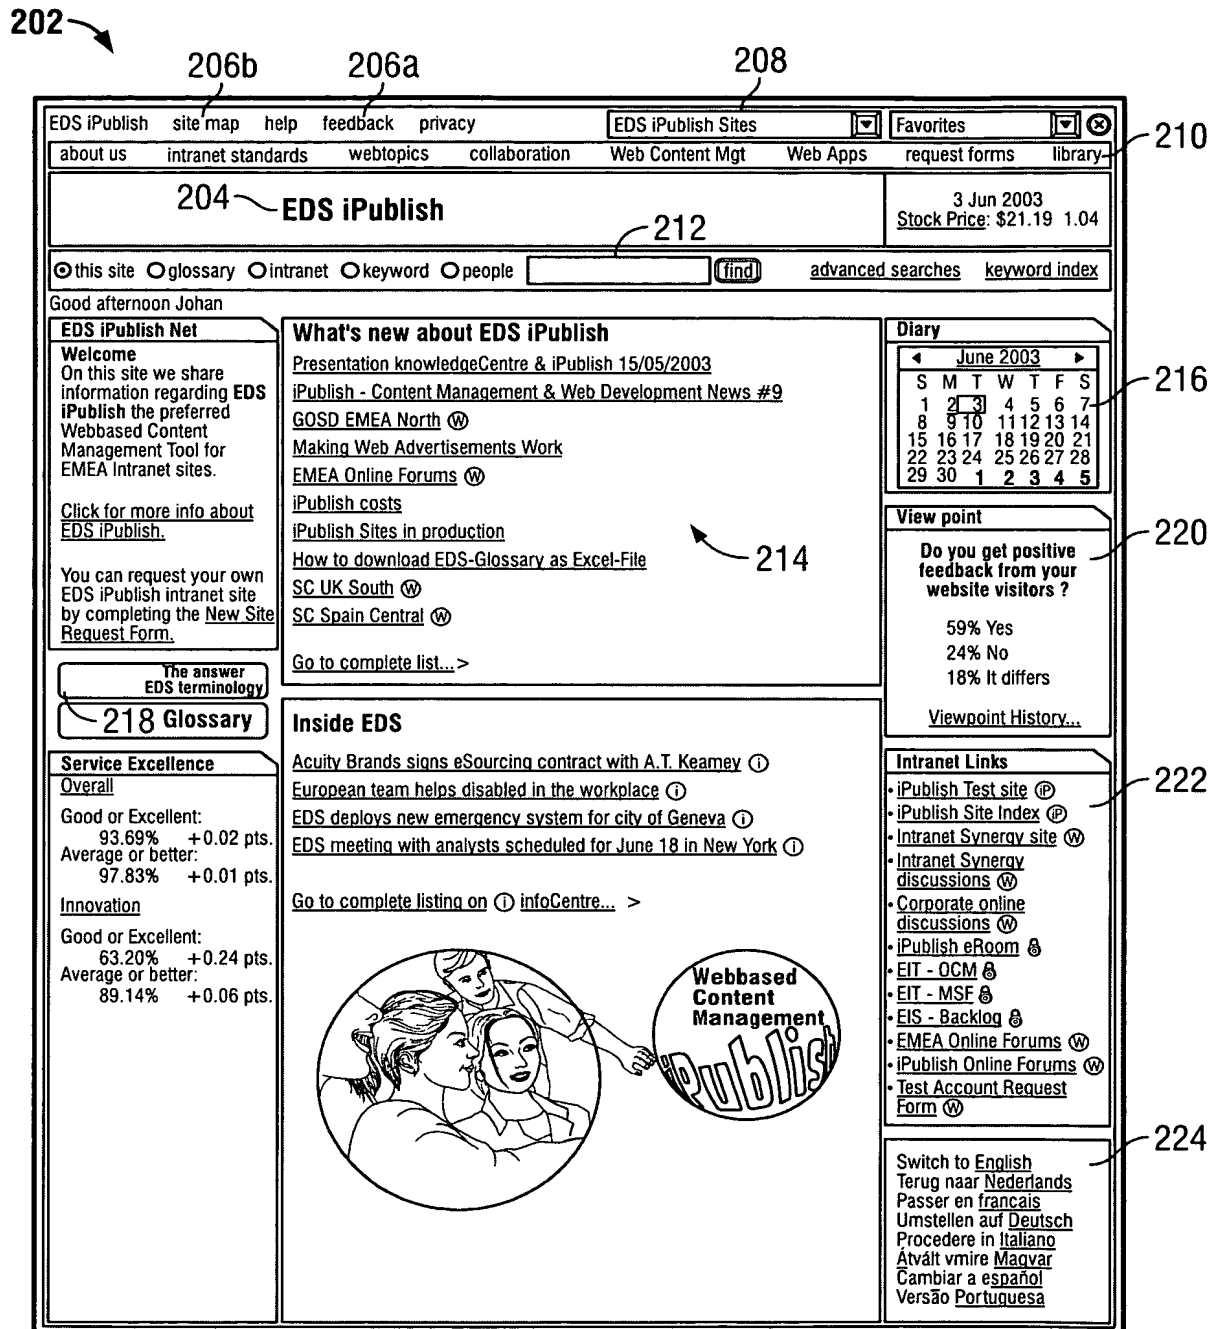 202
206b
206a
208
EDS iPublish site map help feedback privacy EDS iPublish Sites Favorites
210
about us intranet standards webtopics collaboration Web Content Mgt Web Apps request forms library
204
EDS iPublish
3 Jun 2003
Stock Price: $21.19 1.04
212
this site glossary intranet keyword people find advanced searches keyword index
Good afternoon Johan
EDS iPublish Net
Welcome
On this site we share
information regarding EDS
iPublish the preferred
Webbased Content
Management Tool for
EMEA Intranet sites.
Click for more info about
EDS iPublish.
You can request your own
EDS iPublish intranet site
by completing the New Site
Request Form.
The answer
EDS terminology
218 Glossary
Service Excellence
Overall
Good or Excellent:
93.69% +0.02 pts.
Average or better:
97.83% +0.01 pts.
Innovation
Good or Excellent:
63.20% +0.24 pts.
Average or better:
89.14% +0.06 pts.
What's new about EDS iPublish
Presentation knowledgeCentre & iPublish 15/05/2003
iPublish - Content Management & Web Development News #9
GOSD EMEA North W
Making Web Advertisements Work
EMEA Online Forums W
iPublish costs
iPublish Sites in production
How to download EDS-Glossary as Excel-File
SC UK South W
SC Spain Central W
Go to complete list...>
214
Inside EDS
Acuity Brands signs eSourcing contract with A.T. Kearney i
European team helps disabled in the workplace i
EDS deploys new emergency system for city of Geneva i
EDS meeting with analysts scheduled for June 18 in New York i
Go to complete listing on i infoCentre... >
Webbased
Content
Management
iPublish
Diary
June 2003
S M T W T F S
1 2 3 4 5 6 7
8 9 10 11 12 13 14
15 16 17 18 19 20 21
22 23 24 25 26 27 28
29 30 1 2 3 4 5
216
View point
220
Do you get positive
feedback from your
website visitors ?
59% Yes
24% No
18% It differs
Viewpoint History...
Intranet Links
222
• iPublish Test site iP
• iPublish Site Index iP
• Intranet Synergy site W
• Intranet Synergy
discussions W
• Corporate online
discussions W
• iPublish eRoom
• EIT - OCM
• EIT - MSF
• EIS - Backlog
• EMEA Online Forums W
• iPublish Online Forums W
• Test Account Request
Form W
224
Switch to English
Terug naar Nederlands
Passer en francais
Umstellen auf Deutsch
Procedere in Italiano
Átvált vmire Magyar
Cambiar a español
Versão Portuguesa